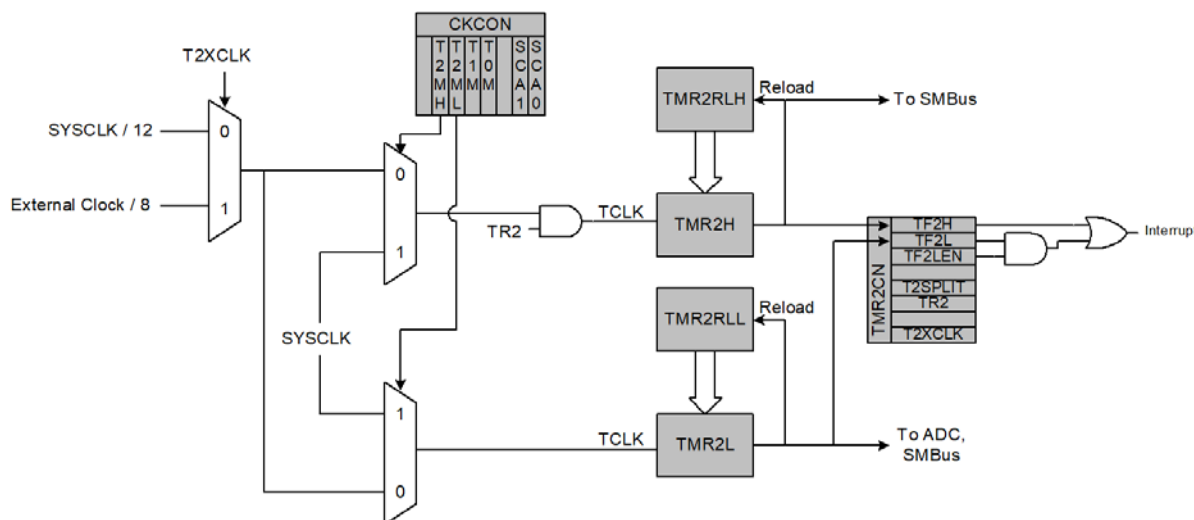 CKCON
T2MH
T2ML
T1M
T0M
SCA1
SCA0
T2XCLK
SYSCLK / 12
0
External Clock / 8
1
0
1
TR2
TCLK
TMR2RLH
Reload
To SMBus
TMR2H
TMR2CN
TF2H
TF2L
TF2LEN
T2SPLIT
TR2
T2XCLK
Interrup
SYSCLK
1
0
TCLK
TMR2RLL
Reload
TMR2L
To ADC,
SMBus